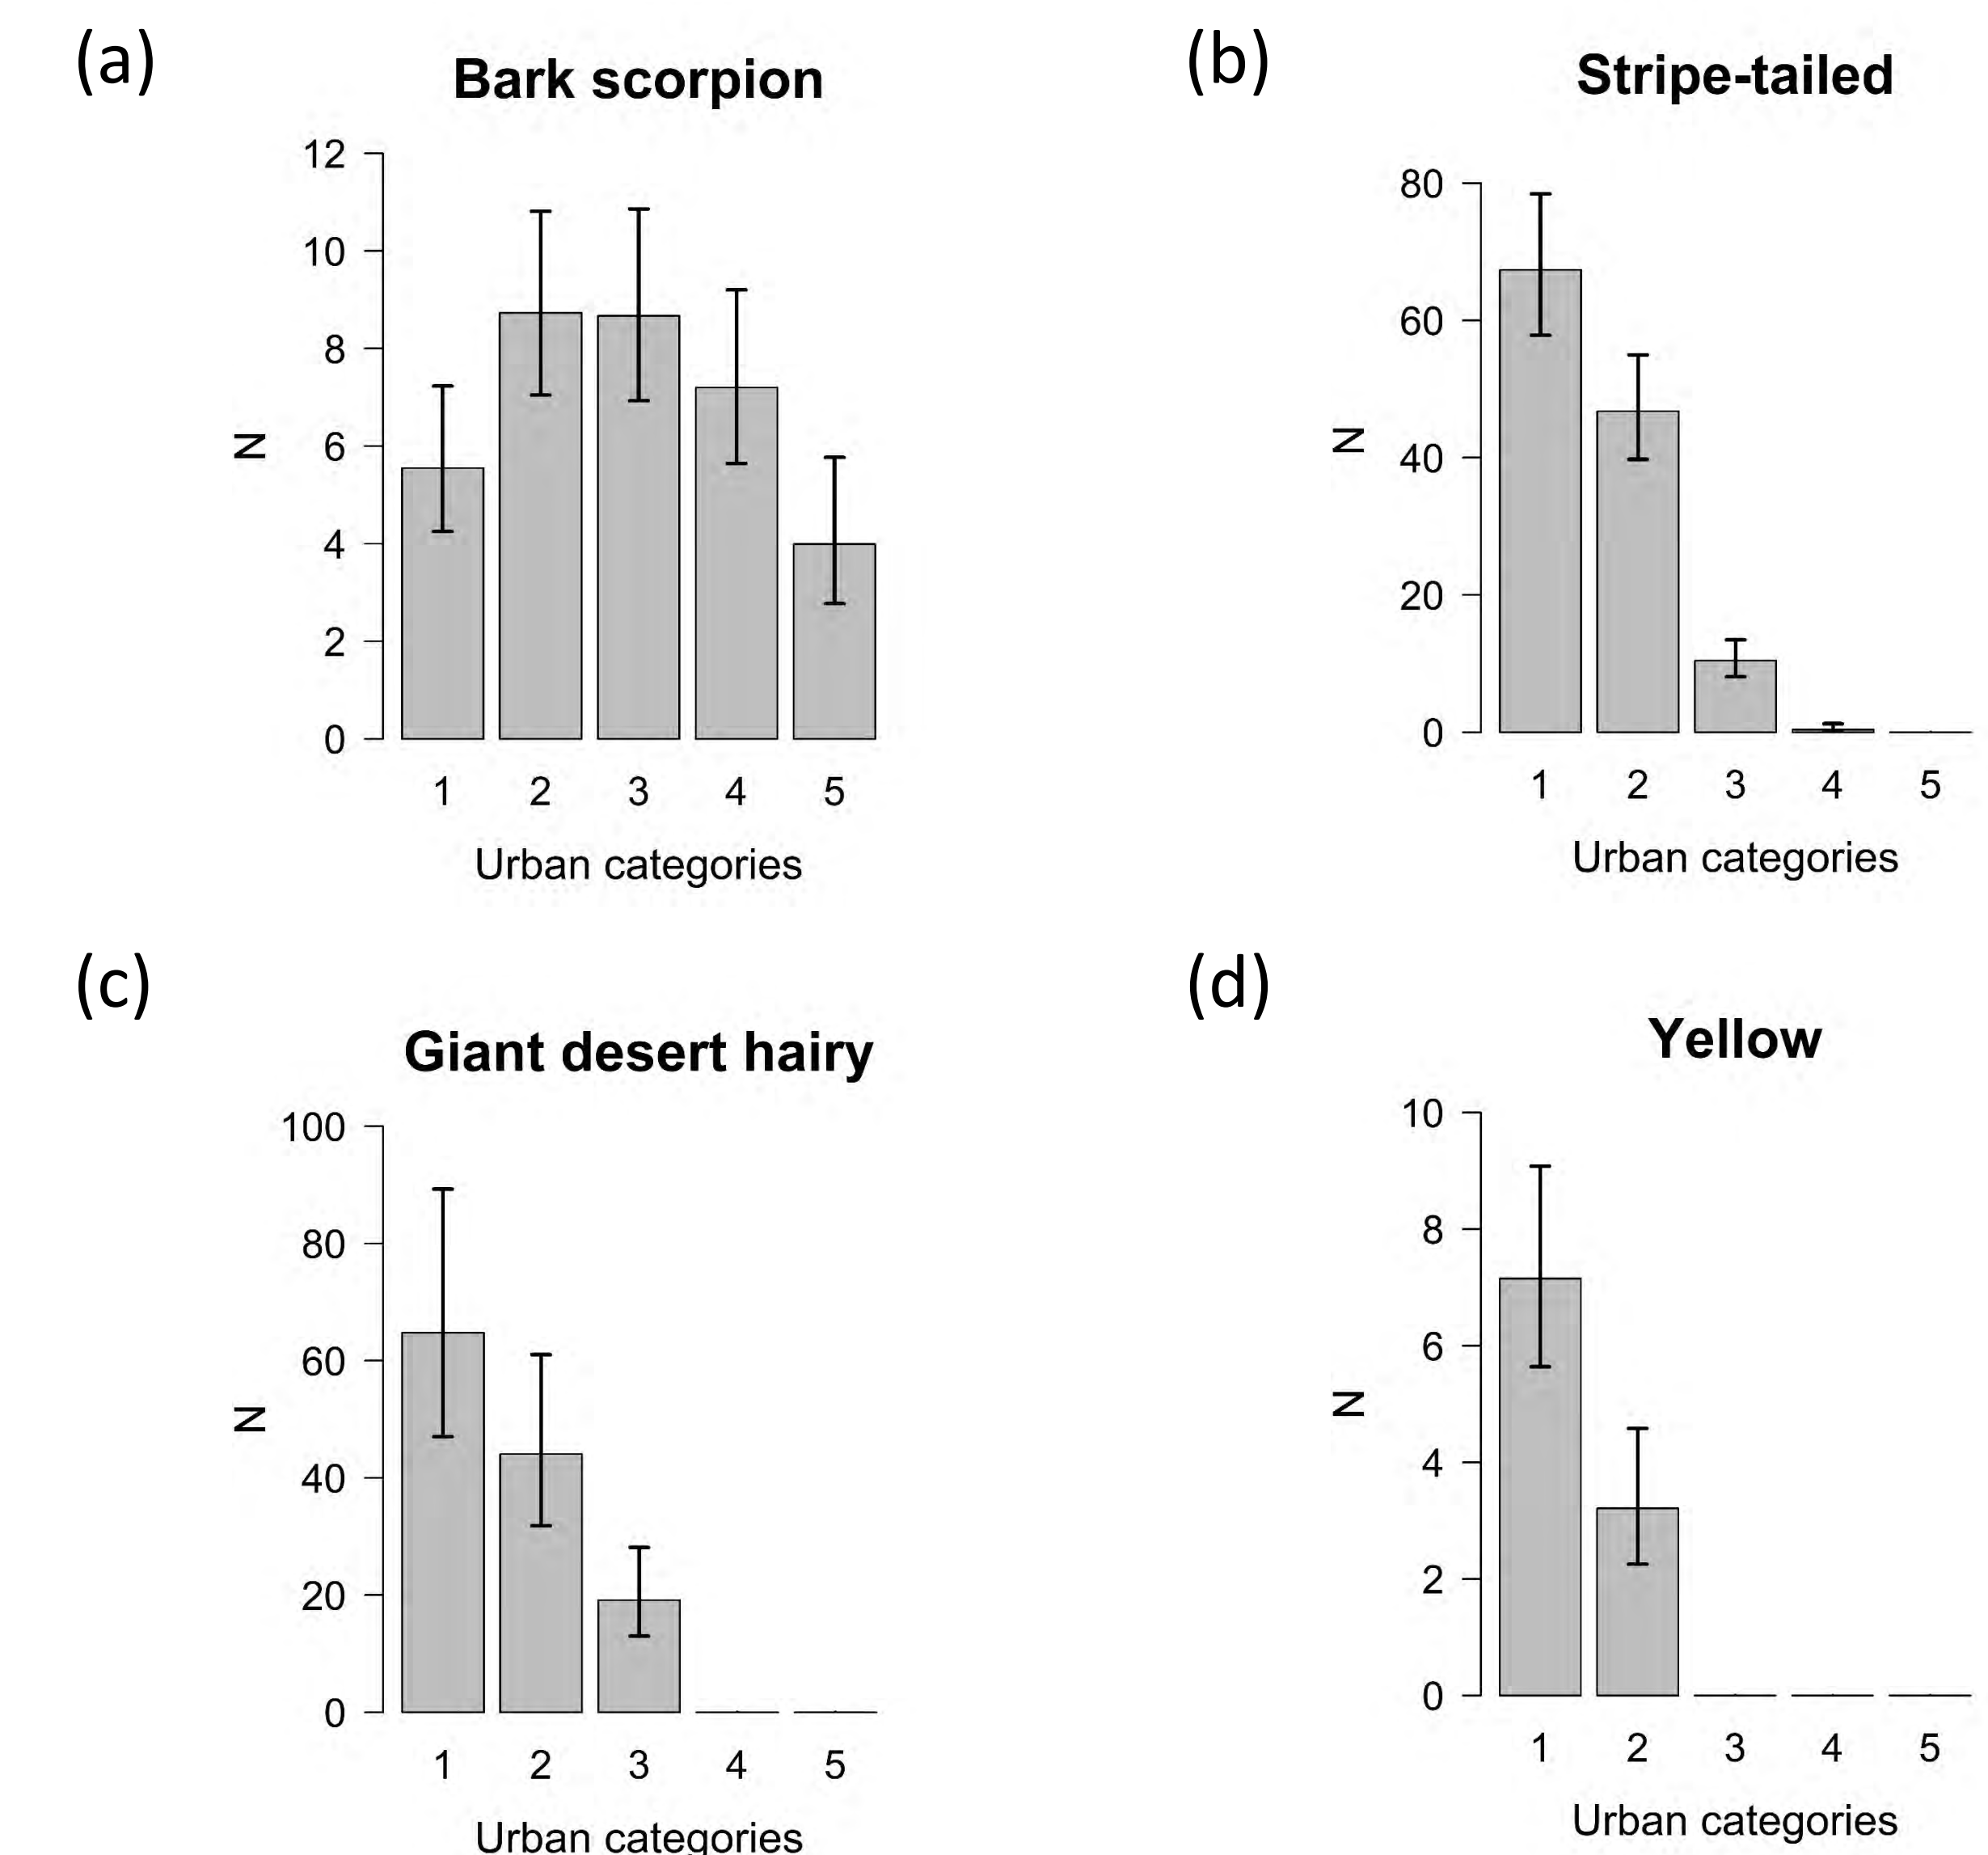 (a)
Bark scorpion
12
10
8
6
4
2
0
N
1 2 3 4 5
Urban categories
(b)
Stripe-tailed
80
60
40
20
0
N
1 2 3 4 5
Urban categories
(c)
Giant desert hairy
100
80
60
40
20
0
N
1 2 3 4 5
Urban categories
(d)
Yellow
10
8
6
4
2
0
N
1 2 3 4 5
Urban categories